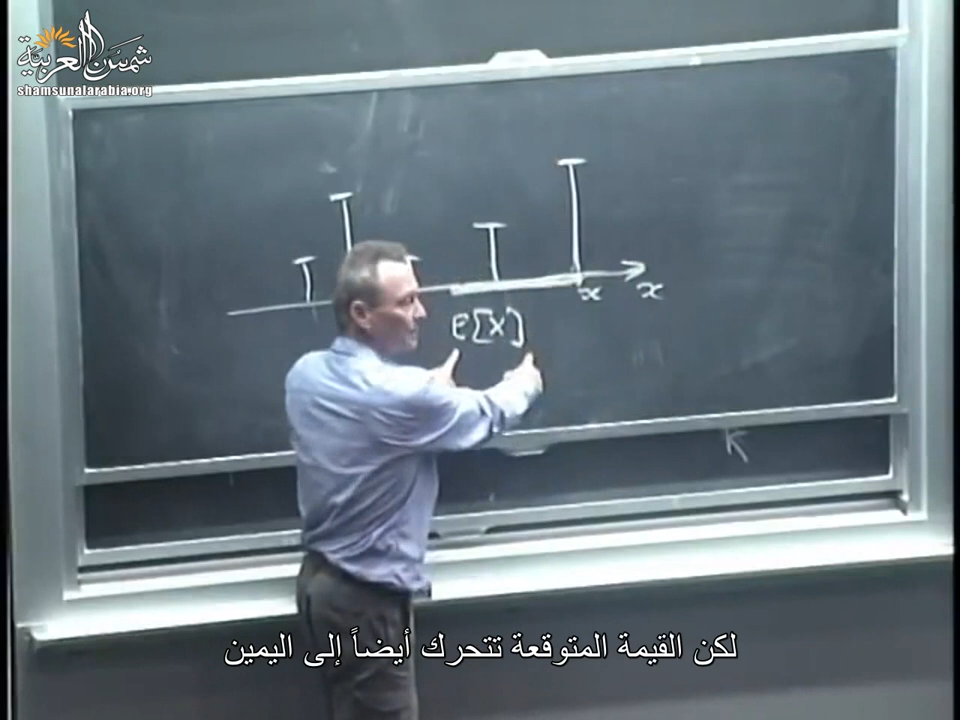 شمس العربية
shamsunalarabia.org
x x
E[X]
لكن القيمة المتوقعة تتحرك أيضاً إلى اليمين